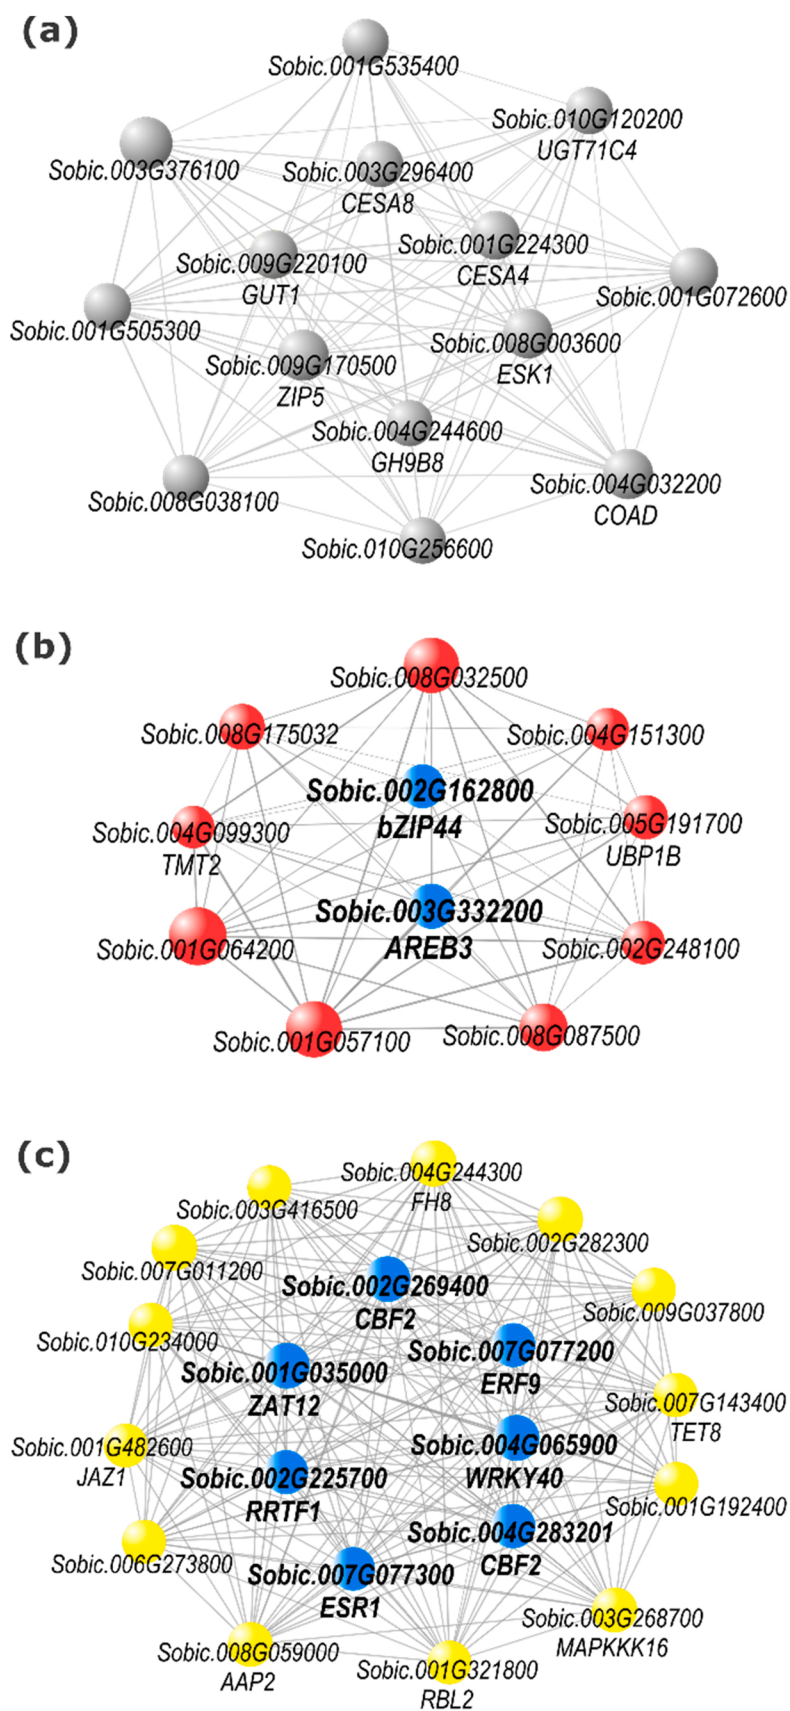 (a)
Sobic.001G535400
Sobic.010G120200
UGT71C4
Sobic.003G376100
Sobic.003G296400
CESA8
Sobic.001G224300
CESA4
Sobic.009G220100
GUT1
Sobic.001G072600
Sobic.001G505300
Sobic.008G003600
ESK1
Sobic.009G170500
ZIP5
Sobic.004G244600
GH9B8
Sobic.004G032200
COAD
Sobic.008G038100
Sobic.010G256600
(b)
Sobic.008G032500
Sobic.008G175032
Sobic.004G151300
Sobic.002G162800
bZIP44
Sobic.004G099300
TMT2
Sobic.005G191700
UBP1B
Sobic.003G332200
AREB3
Sobic.001G064200
Sobic.002G248100
Sobic.001G057100
Sobic.008G087500
(c)
Sobic.004G244300
FH8
Sobic.003G416500
Sobic.002G282300
Sobic.007G011200
Sobic.002G269400
CBF2
Sobic.009G037800
Sobic.010G234000
Sobic.007G077200
ERF9
Sobic.001G035000
ZAT12
Sobic.007G143400
TET8
Sobic.001G482600
JAZ1
Sobic.004G065900
WRKY40
Sobic.002G225700
RRTF1
Sobic.001G192400
Sobic.004G283201
CBF2
Sobic.006G273800
Sobic.007G077300
ESR1
Sobic.003G268700
MAPKKK16
Sobic.008G059000
AAP2
Sobic.001G321800
RBL2